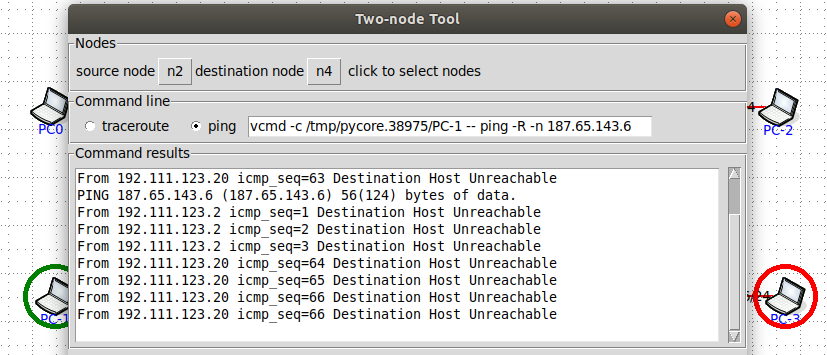 Two-node Tool
Nodes
source node n2 destination node n4 click to select nodes
PC0
Command line
4
PC-2
traceroute ping vcmd -c /tmp/pycore.38975/PC-1 -- ping -R -n 187.65.143.6
Command results
From 192.111.123.20 icmp_seq=63 Destination Host Unreachable
PING 187.65.143.6 (187.65.143.6) 56(124) bytes of data.
From 192.111.123.2 icmp_seq=1 Destination Host Unreachable
From 192.111.123.2 icmp_seq=2 Destination Host Unreachable
From 192.111.123.2 icmp_seq=3 Destination Host Unreachable
From 192.111.123.20 icmp_seq=64 Destination Host Unreachable
From 192.111.123.20 icmp_seq=65 Destination Host Unreachable
From 192.111.123.20 icmp_seq=66 Destination Host Unreachable
From 192.111.123.20 icmp_seq=66 Destination Host Unreachable
PC-1
/24
PC-3